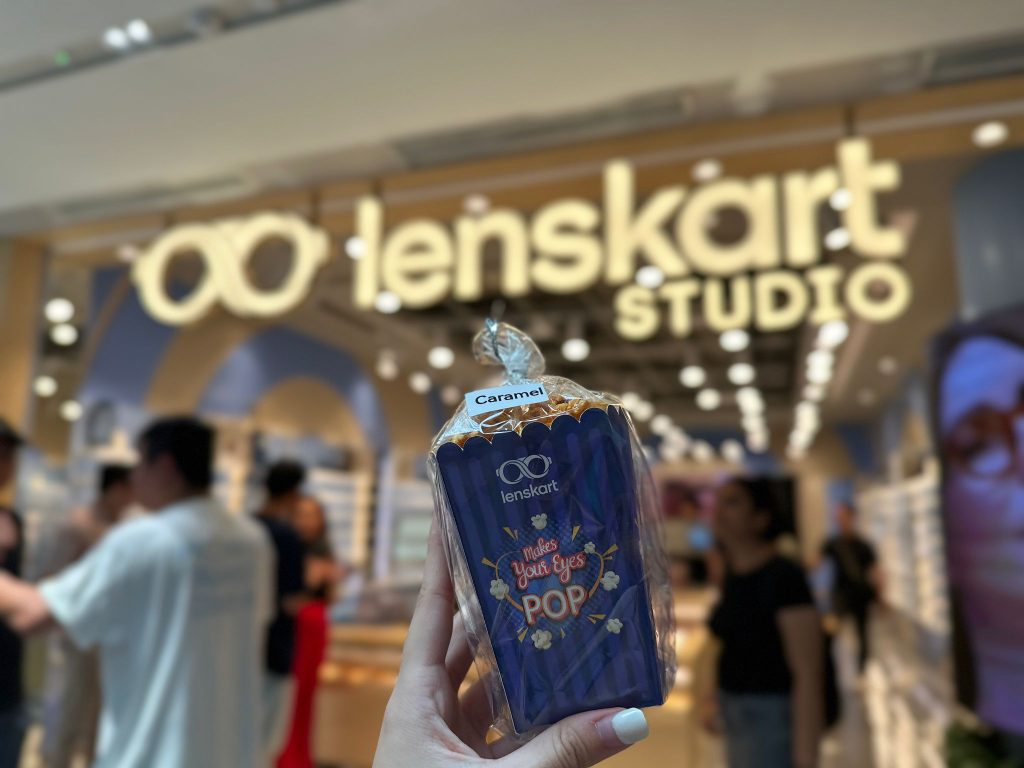 lenskart
STUDIO
Caramel
lenskart
Makes
Your Eyes
POP